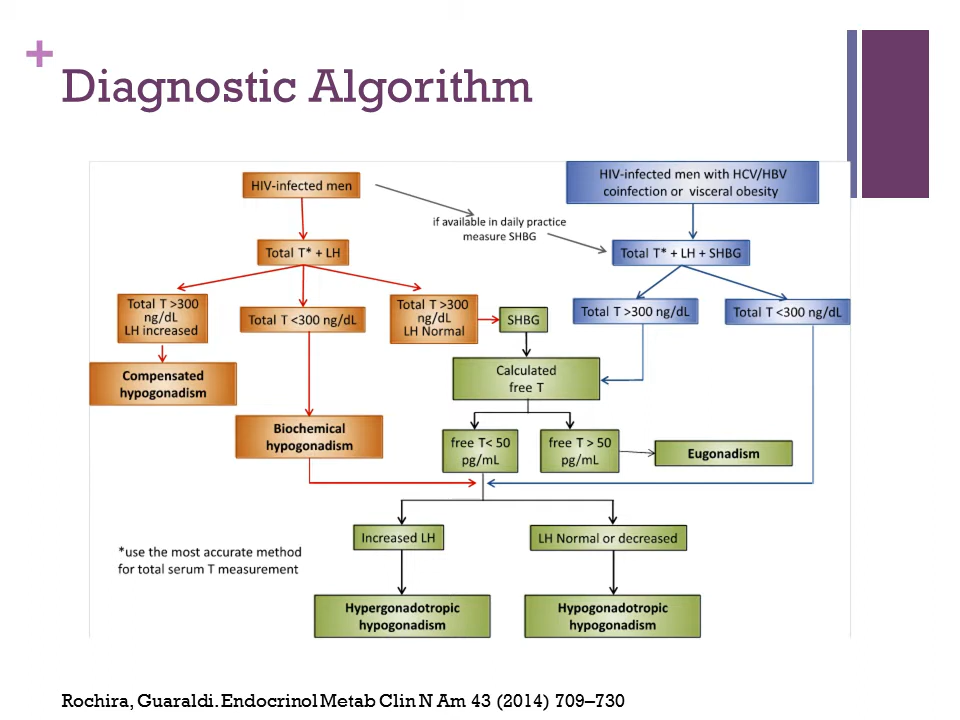 +
Diagnostic Algorithm
HIV-infected men
HIV-infected men with HCV/HBV
coinfection or visceral obesity
if available in daily practice
measure SHBG
Total T* + LH
Total T* + LH + SHBG
Total T >300
ng/dL
LH increased
Total T <300 ng/dL
Total T >300
ng/dL
LH Normal
SHBG
Total T >300 ng/dL
Total T <300 ng/dL
Compensated
hypogonadism
Calculated
free T
Biochemical
hypogonadism
free T< 50
pg/mL
free T > 50
pg/mL
Eugonadism
Increased LH
LH Normal or decreased
*use the most accurate method
for total serum T measurement
Hypergonadotropic
hypogonadism
Hypogonadotropic
hypogonadism
Rochira, Guaraldi. Endocrinol Metab Clin N Am 43 (2014) 709–730